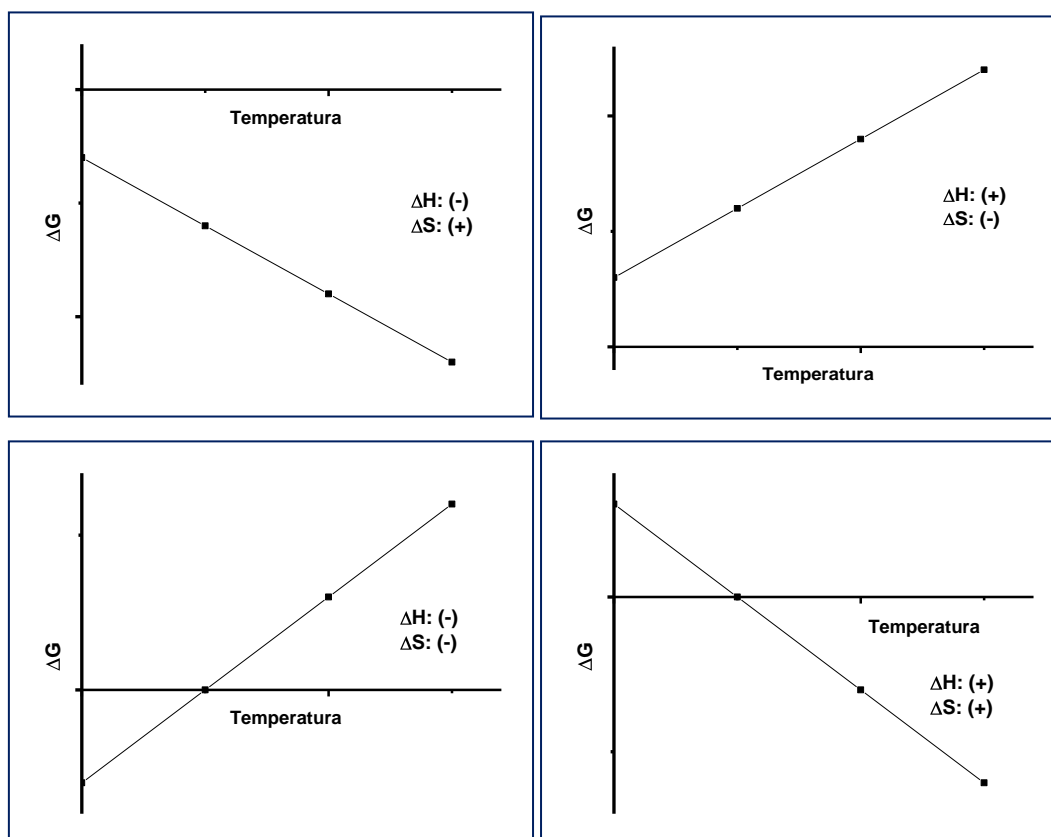 Temperatura
ΔG
ΔH: (-)
ΔS: (+)
ΔG
ΔH: (+)
ΔS: (-)
Temperatura
ΔG
ΔH: (-)
ΔS: (-)
Temperatura
Temperatura
ΔG
ΔH: (+)
ΔS: (+)